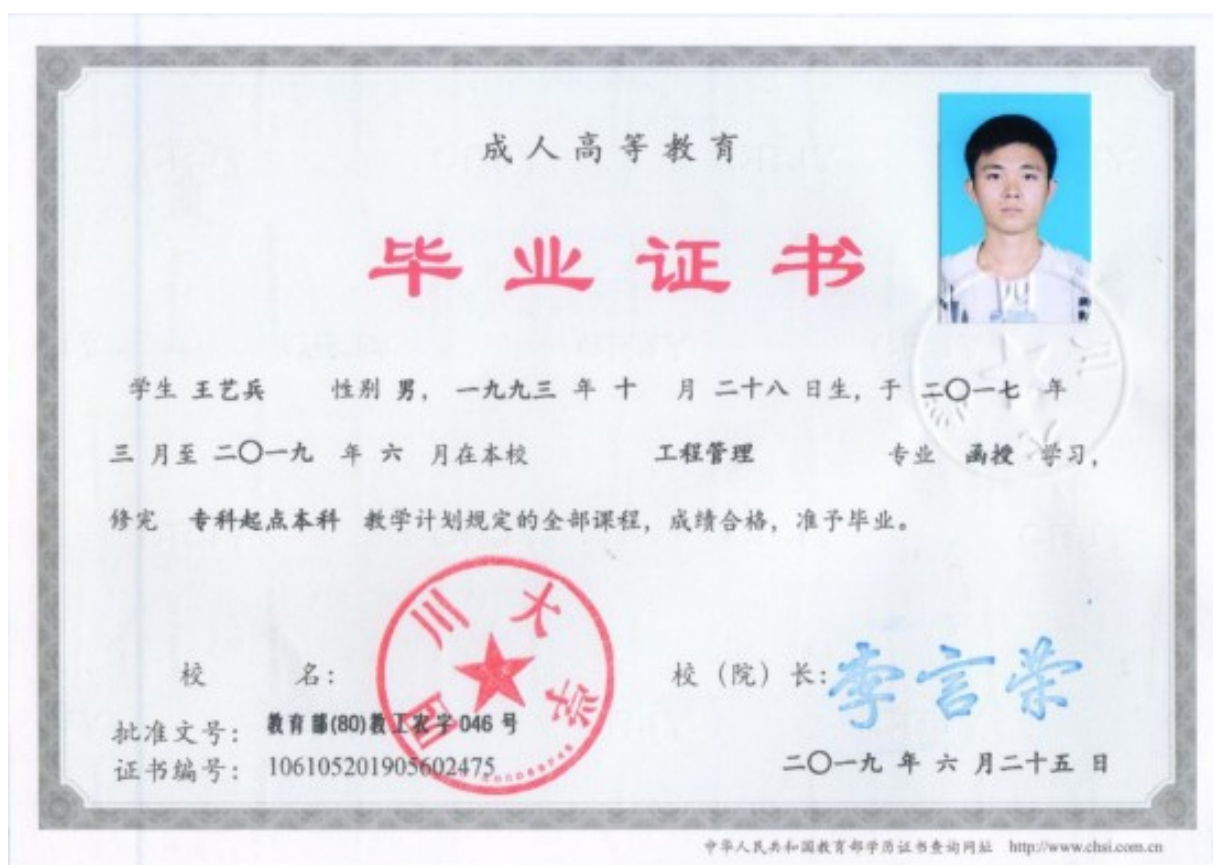 成人高等教育
毕业证书
学生 王艺兵 性别 男， 一九九三 年 十 月 二十八 日生，于 二〇一七 年
三 月至 二〇一九 年 六 月在本校 工程管理 专业 函授 学习，
修完 专科起点本科 教学计划规定的全部课程，成绩合格，准予毕业。
四川大学
校 名：
校（院）长：李言荣
批准文号： 教育部(80)教工农字 046 号
证书编号： 106105201905602475
二〇一九 年 六 月二十五 日
中华人民共和国教育部学历证书查询网址 http://www.chsi.com.cn